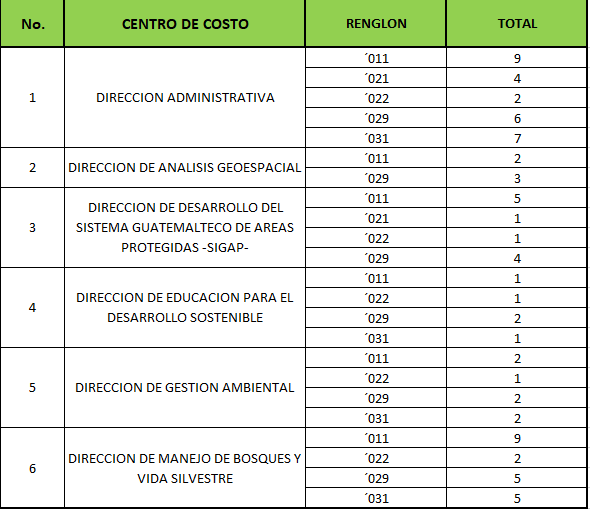 No. CENTRO DE COSTO RENGLON TOTAL
1 DIRECCION ADMINISTRATIVA
´011 9
´021 4
´022 2
´029 6
´031 7
2 DIRECCION DE ANALISIS GEOESPACIAL
´011 2
´029 3
3 DIRECCION DE DESARROLLO DEL
SISTEMA GUATEMALTECO DE AREAS
PROTEGIDAS -SIGAP-
´011 5
´021 1
´022 1
´029 4
4 DIRECCION DE EDUCACION PARA EL
DESARROLLO SOSTENIBLE
´011 1
´022 1
´029 2
´031 1
5 DIRECCION DE GESTION AMBIENTAL
´011 2
´022 1
´029 2
´031 2
6 DIRECCION DE MANEJO DE BOSQUES Y
VIDA SILVESTRE
´011 9
´022 2
´029 5
´031 5